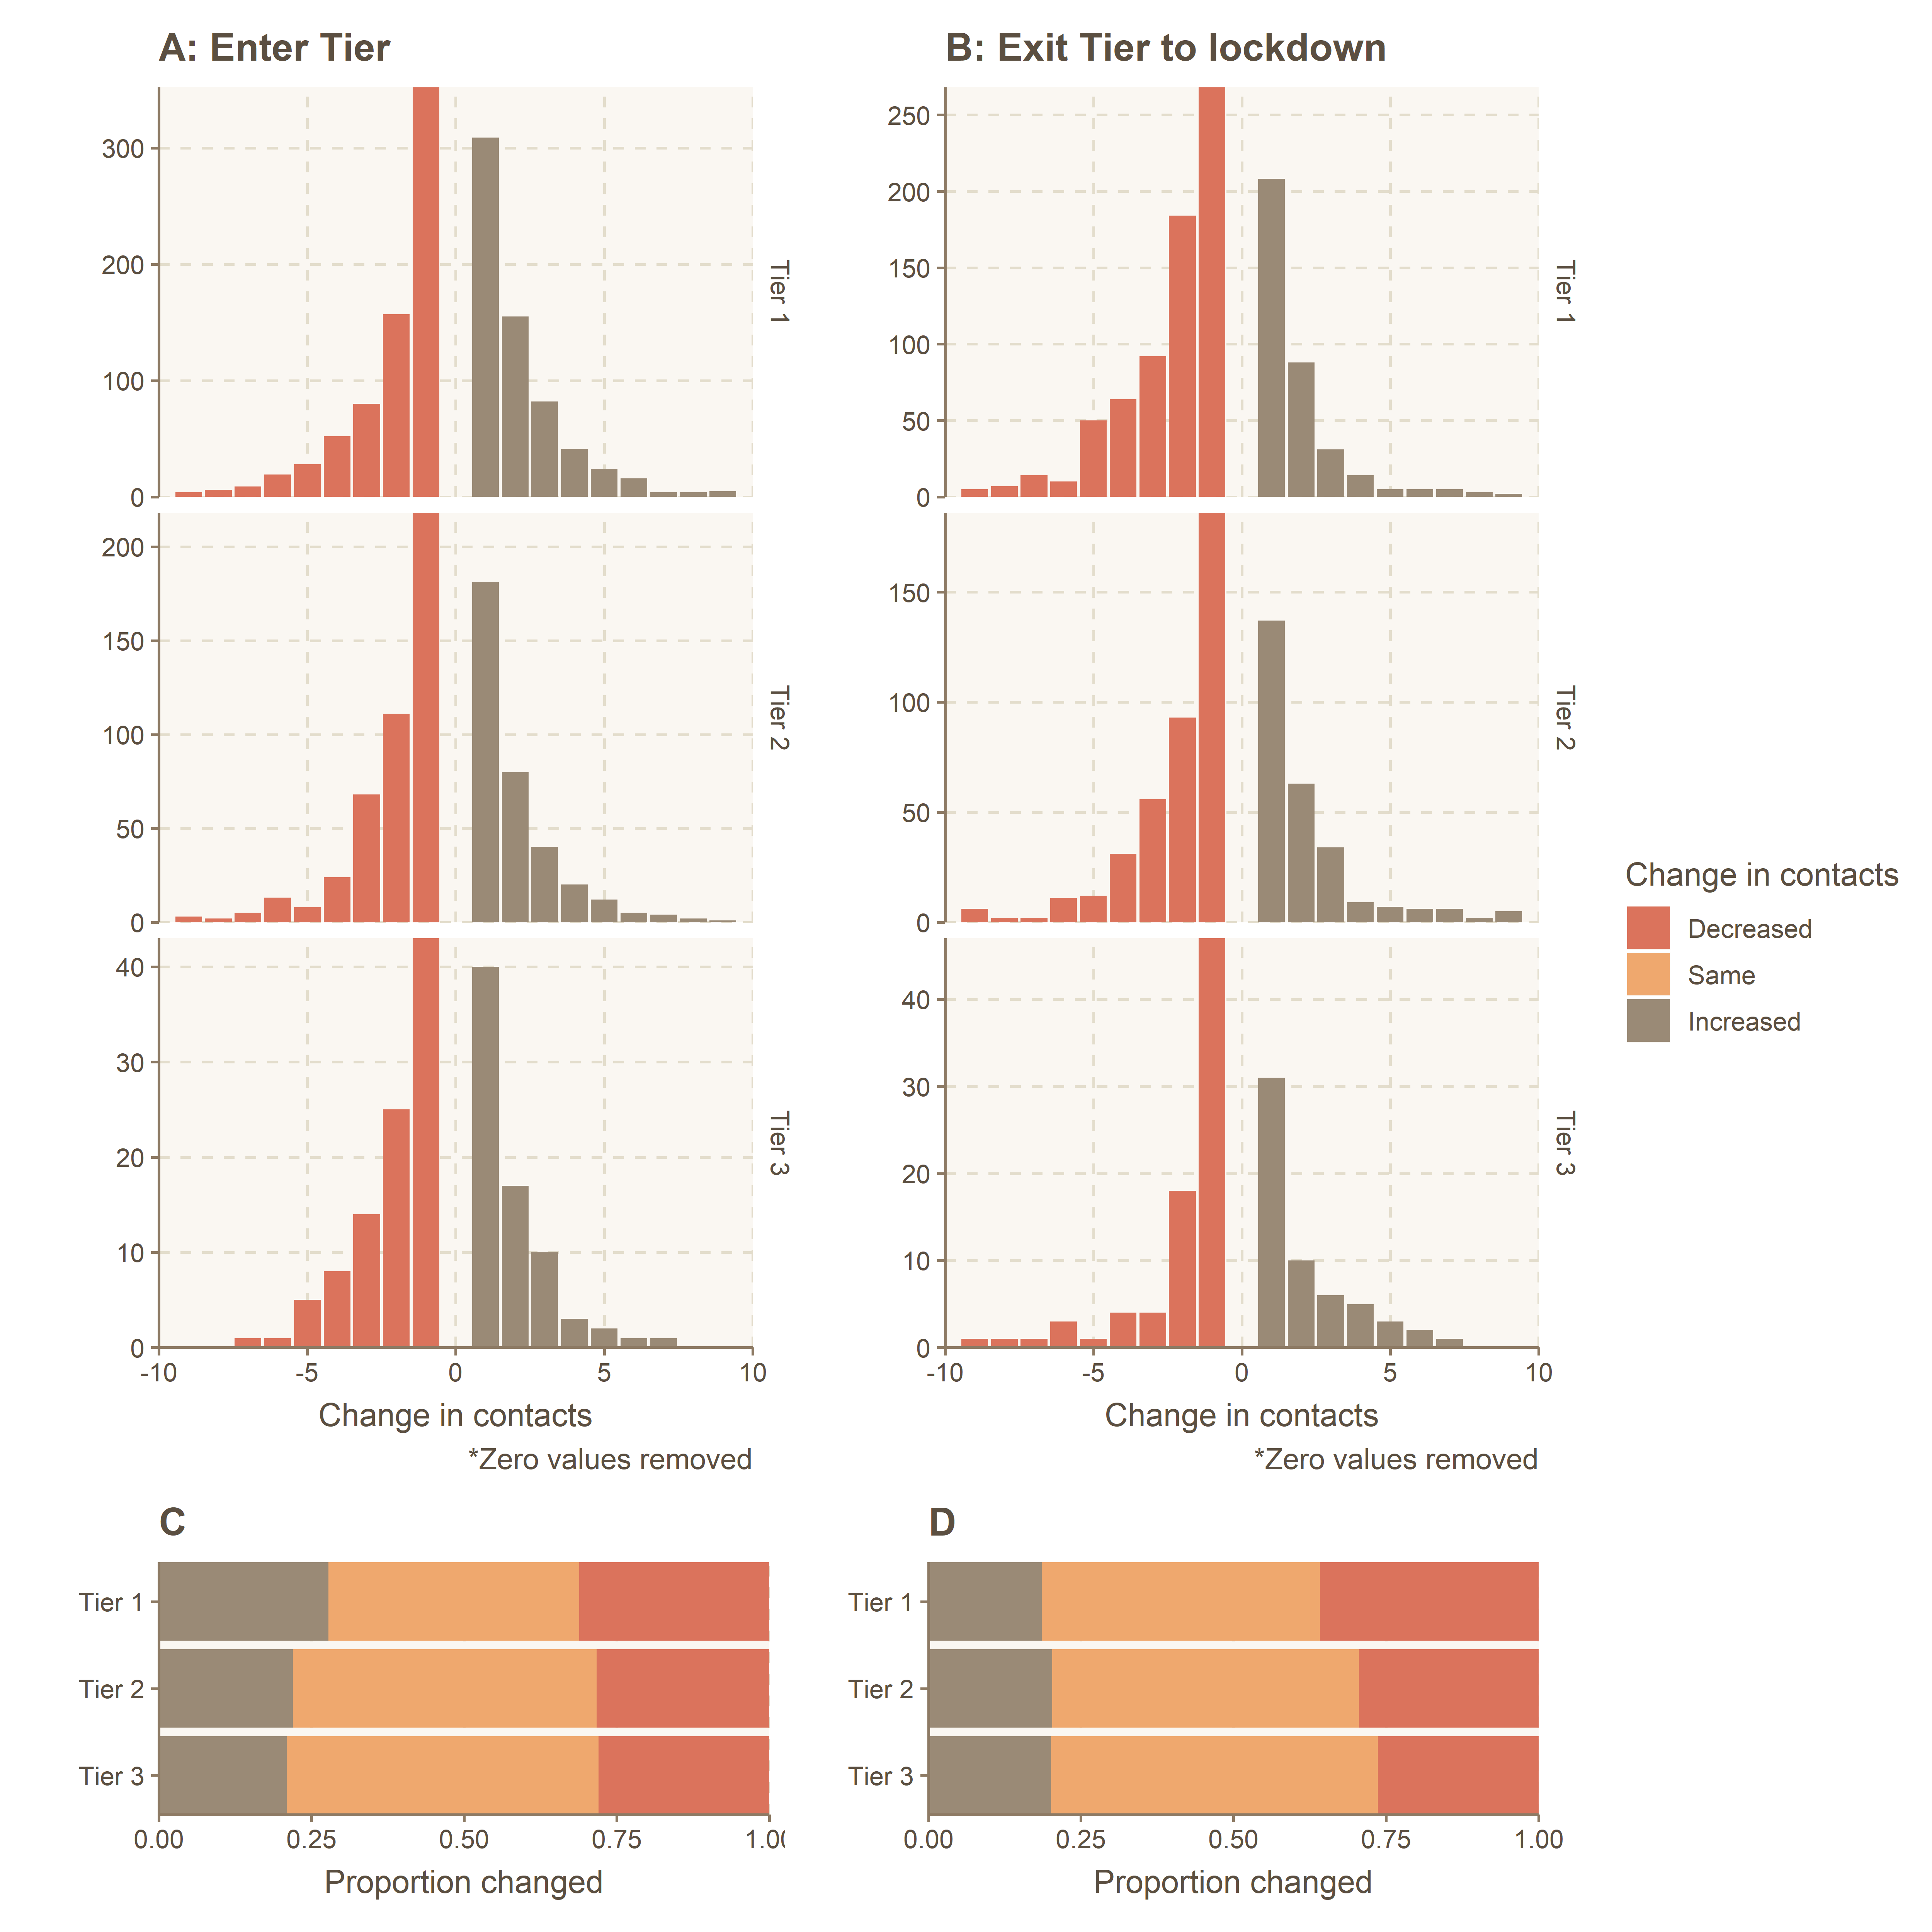 A: Enter Tier
300
200
100
0
Tier 1
200
150
100
50
0
Tier 2
40
30
20
10
0
Tier 3
-10 -5 0 5 10
Change in contacts
*Zero values removed
B: Exit Tier to lockdown
250
200
150
100
50
0
Tier 1
150
100
50
0
Tier 2
40
30
20
10
0
Tier 3
-10 -5 0 5 10
Change in contacts
*Zero values removed
Change in contacts
Decreased
Same
Increased
C
Tier 1
Tier 2
Tier 3
0.00 0.25 0.50 0.75 1.0
Proportion changed
D
Tier 1
Tier 2
Tier 3
0.00 0.25 0.50 0.75 1.00
Proportion changed